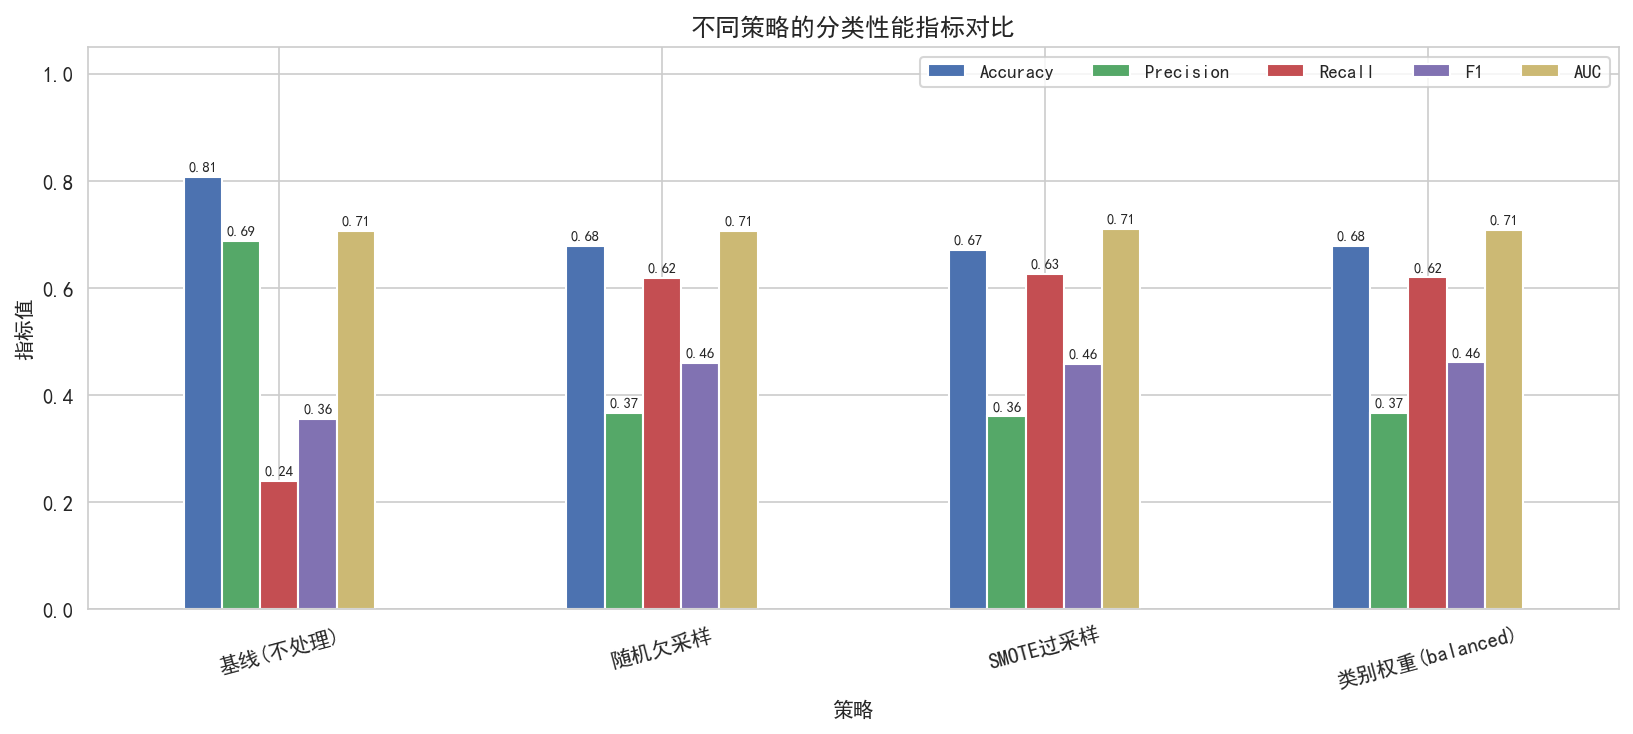 不同策略的分类性能指标对比
Accuracy Precision Recall F1 AUC
指标值
1.0
0.8
0.6
0.4
0.2
0.0
0.81 0.69 0.24 0.36 0.71
0.68 0.37 0.62 0.46 0.71
0.67 0.36 0.63 0.46 0.71
0.68 0.37 0.62 0.46 0.71
基线(不处理) 随机欠采样 SMOTE过采样 类别权重(balanced)
策略